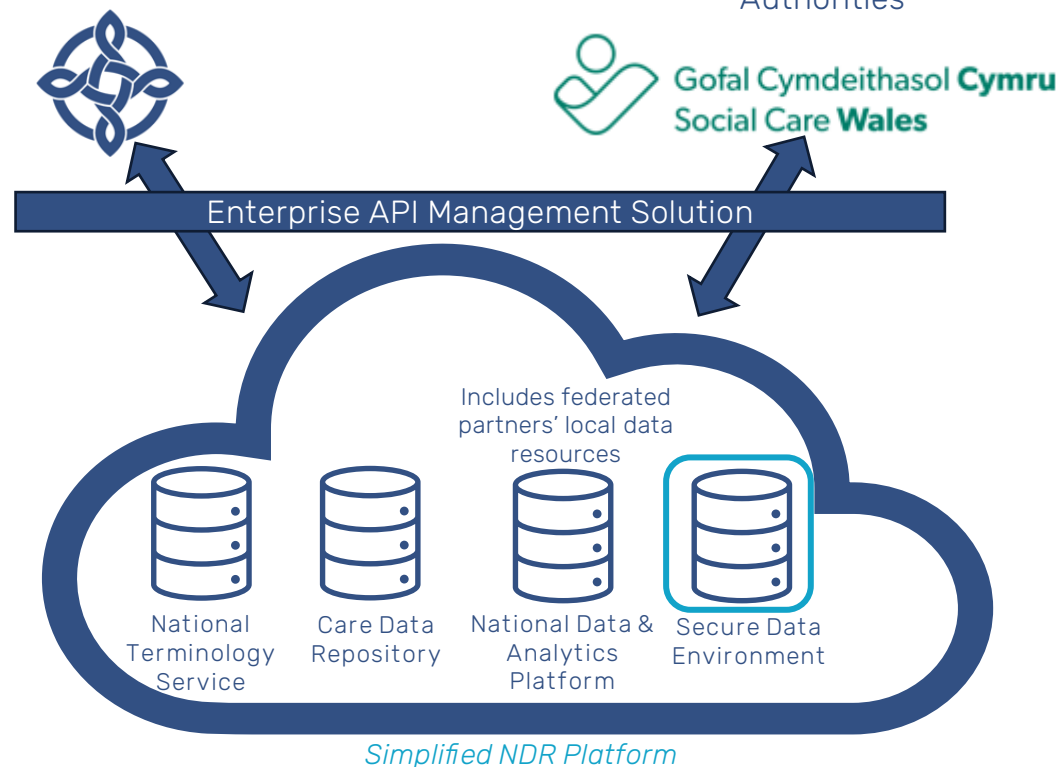 Authorities
Gofal Cymdeithasol Cymru
Social Care Wales
Enterprise API Management Solution
Includes federated
partners’ local data
resources
National
Terminology
Service
Care Data
Repository
National Data &
Analytics
Platform
Secure Data
Environment
Simplified NDR Platform